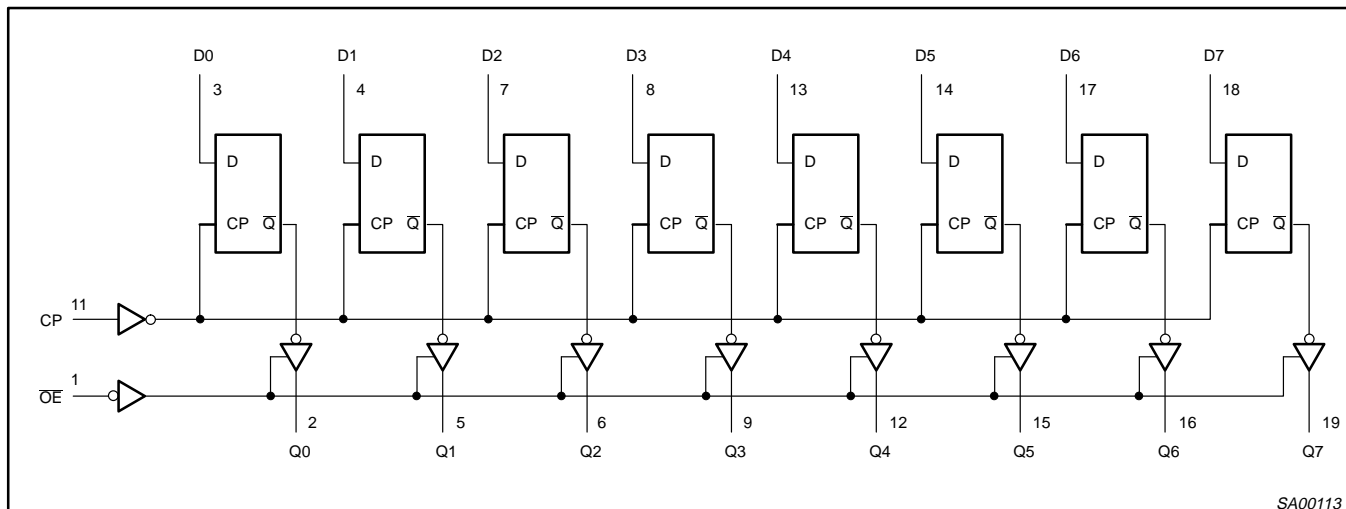 D0 D1 D2 D3 D4 D5 D6 D7
3 4 7 8 13 14 17 18
D D D D D D D D
CP Q̅ CP Q̅ CP Q̅ CP Q̅ CP Q̅ CP Q̅ CP Q̅ CP Q̅
11
CP
1
O̅E̅
2 5 6 9 12 15 16 19
Q0 Q1 Q2 Q3 Q4 Q5 Q6 Q7
SA00113